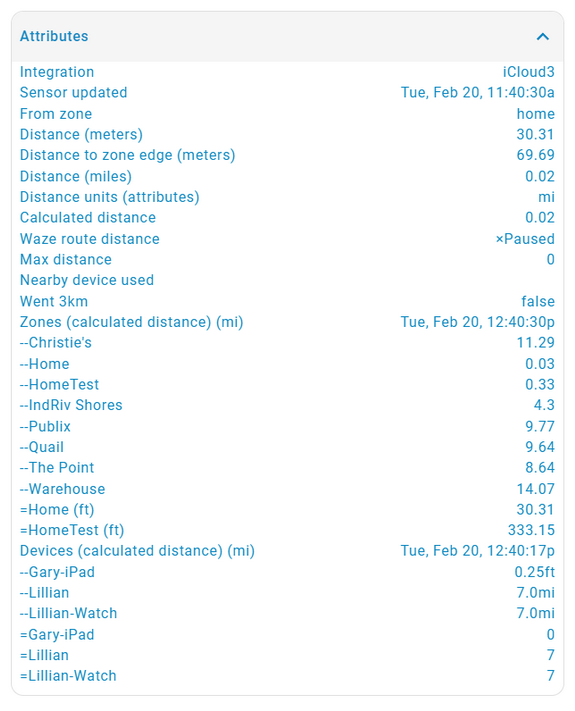 Attributes
Integration iCloud3
Sensor updated Tue, Feb 20, 11:40:30a
From zone home
Distance (meters) 30.31
Distance to zone edge (meters) 69.69
Distance (miles) 0.02
Distance units (attributes) mi
Calculated distance 0.02
Waze route distance ×Paused
Max distance 0
Nearby device used
Went 3km false
Zones (calculated distance) (mi) Tue, Feb 20, 12:40:30p
--Christie's 11.29
--Home 0.03
--HomeTest 0.33
--IndRiv Shores 4.3
--Publix 9.77
--Quail 9.64
--The Point 8.64
--Warehouse 14.07
=Home (ft) 30.31
=HomeTest (ft) 333.15
Devices (calculated distance) (mi) Tue, Feb 20, 12:40:17p
--Gary-iPad 0.25ft
--Lillian 7.0mi
--Lillian-Watch 7.0mi
=Gary-iPad 0
=Lillian 7
=Lillian-Watch 7